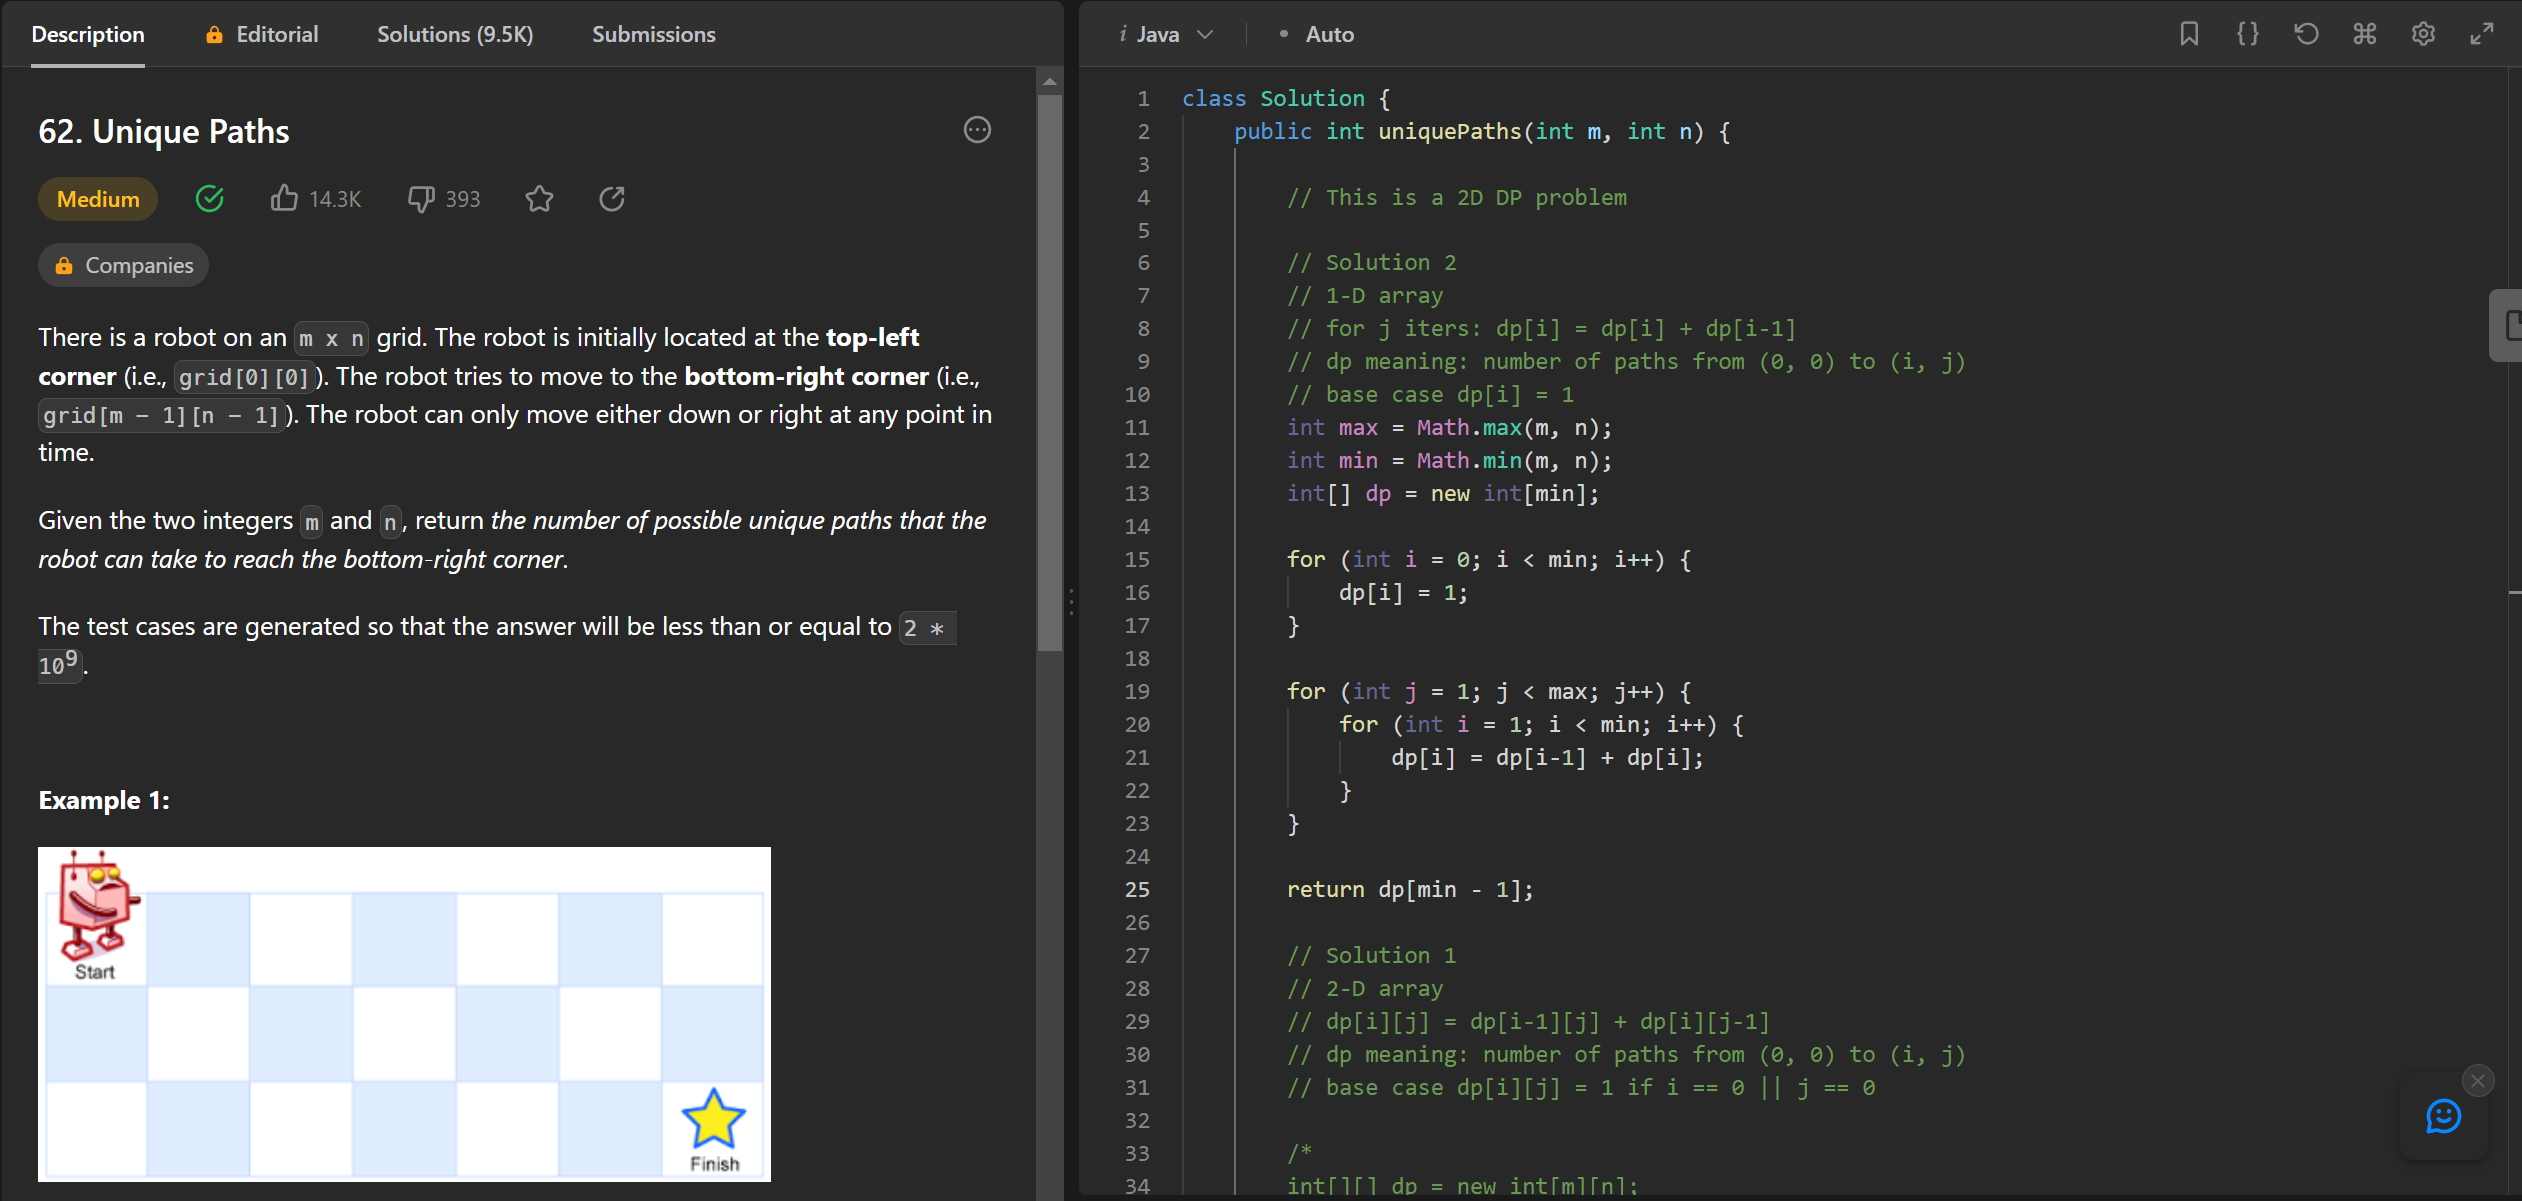 Description
Editorial
Solutions (9.5K)
Submissions
62. Unique Paths
Medium
14.3K
393
Companies
There is a robot on an m x n grid. The robot is initially located at the top-left
corner (i.e., grid[0][0]). The robot tries to move to the bottom-right corner (i.e.,
grid[m - 1][n - 1]). The robot can only move either down or right at any point in
time.
Given the two integers m and n, return the number of possible unique paths that the
robot can take to reach the bottom-right corner.
The test cases are generated so that the answer will be less than or equal to 2 *
10⁹.
Example 1:
Start
Finish
i Java
Auto
1 class Solution {
2     public int uniquePaths(int m, int n) {
3
4         // This is a 2D DP problem
5
6         // Solution 2
7         // 1-D array
8         // for j iters: dp[i] = dp[i] + dp[i-1]
9         // dp meaning: number of paths from (0, 0) to (i, j)
10         // base case dp[i] = 1
11         int max = Math.max(m, n);
12         int min = Math.min(m, n);
13         int[] dp = new int[min];
14
15         for (int i = 0; i < min; i++) {
16             dp[i] = 1;
17         }
18
19         for (int j = 1; j < max; j++) {
20             for (int i = 1; i < min; i++) {
21                 dp[i] = dp[i-1] + dp[i];
22             }
23         }
24
25         return dp[min - 1];
26
27         // Solution 1
28         // 2-D array
29         // dp[i][j] = dp[i-1][j] + dp[i][j-1]
30         // dp meaning: number of paths from (0, 0) to (i, j)
31         // base case dp[i][j] = 1 if i == 0 || j == 0
32
33         /*
34         int[][] dp = new int[m][n];